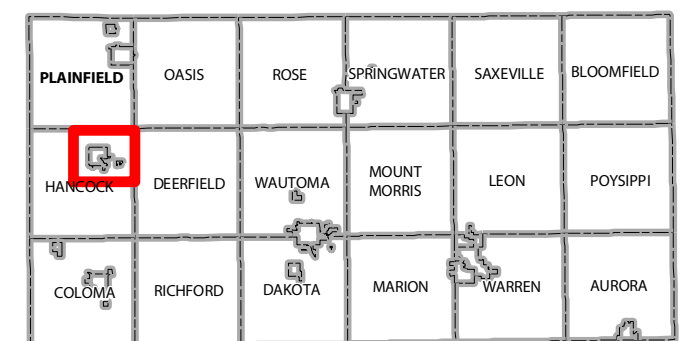 PLAINFIELD OASIS ROSE SPRINGWATER SAXEVILLE BLOOMFIELD
HANCOCK DEERFIELD WAUTOMA MOUNT
MORRIS LEON POYSIPPI
COLOMA RICHFORD DAKOTA MARION WARREN AURORA